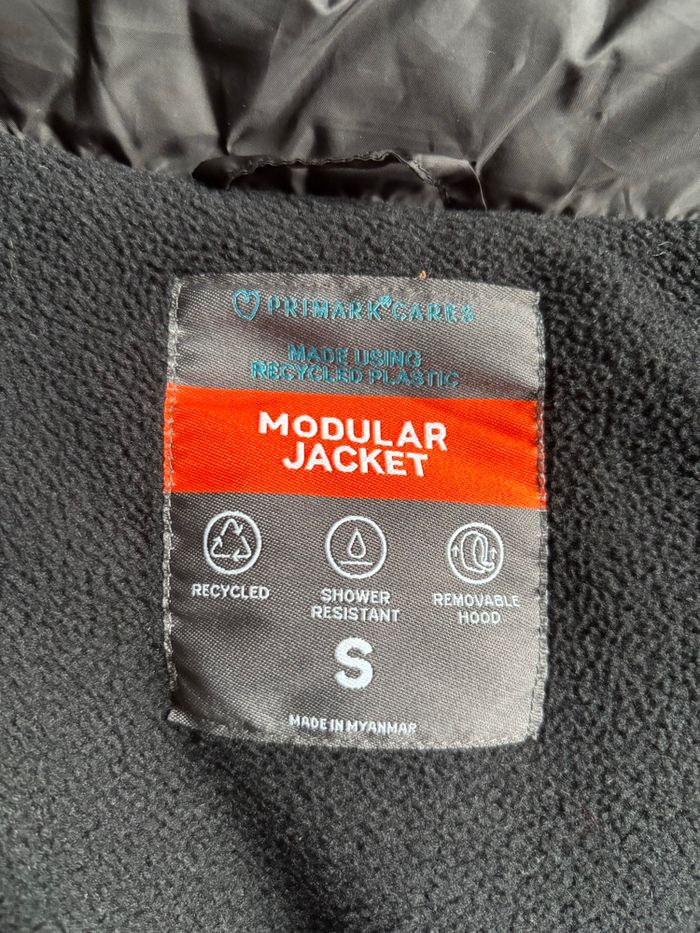 PRIMARK® CARES
MADE USING
RECYCLED PLASTIC
MODULAR
JACKET
RECYCLED
SHOWER
RESISTANT
REMOVABLE
HOOD
S
MADE IN MYANMAR